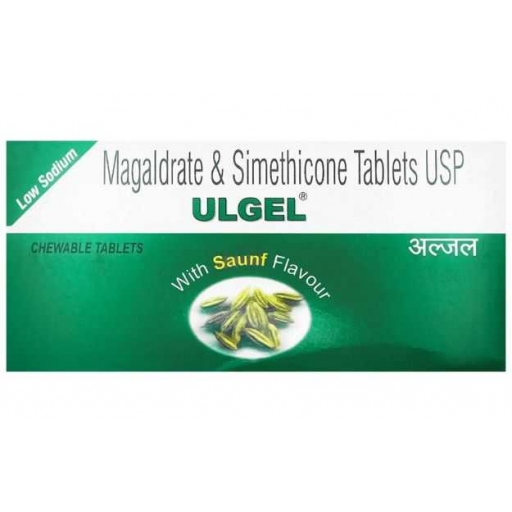 Low Sodium
Magaldrate & Simethicone Tablets USP
ULGEL®
CHEWABLE TABLETS
अल्जल
With Saunf Flavour